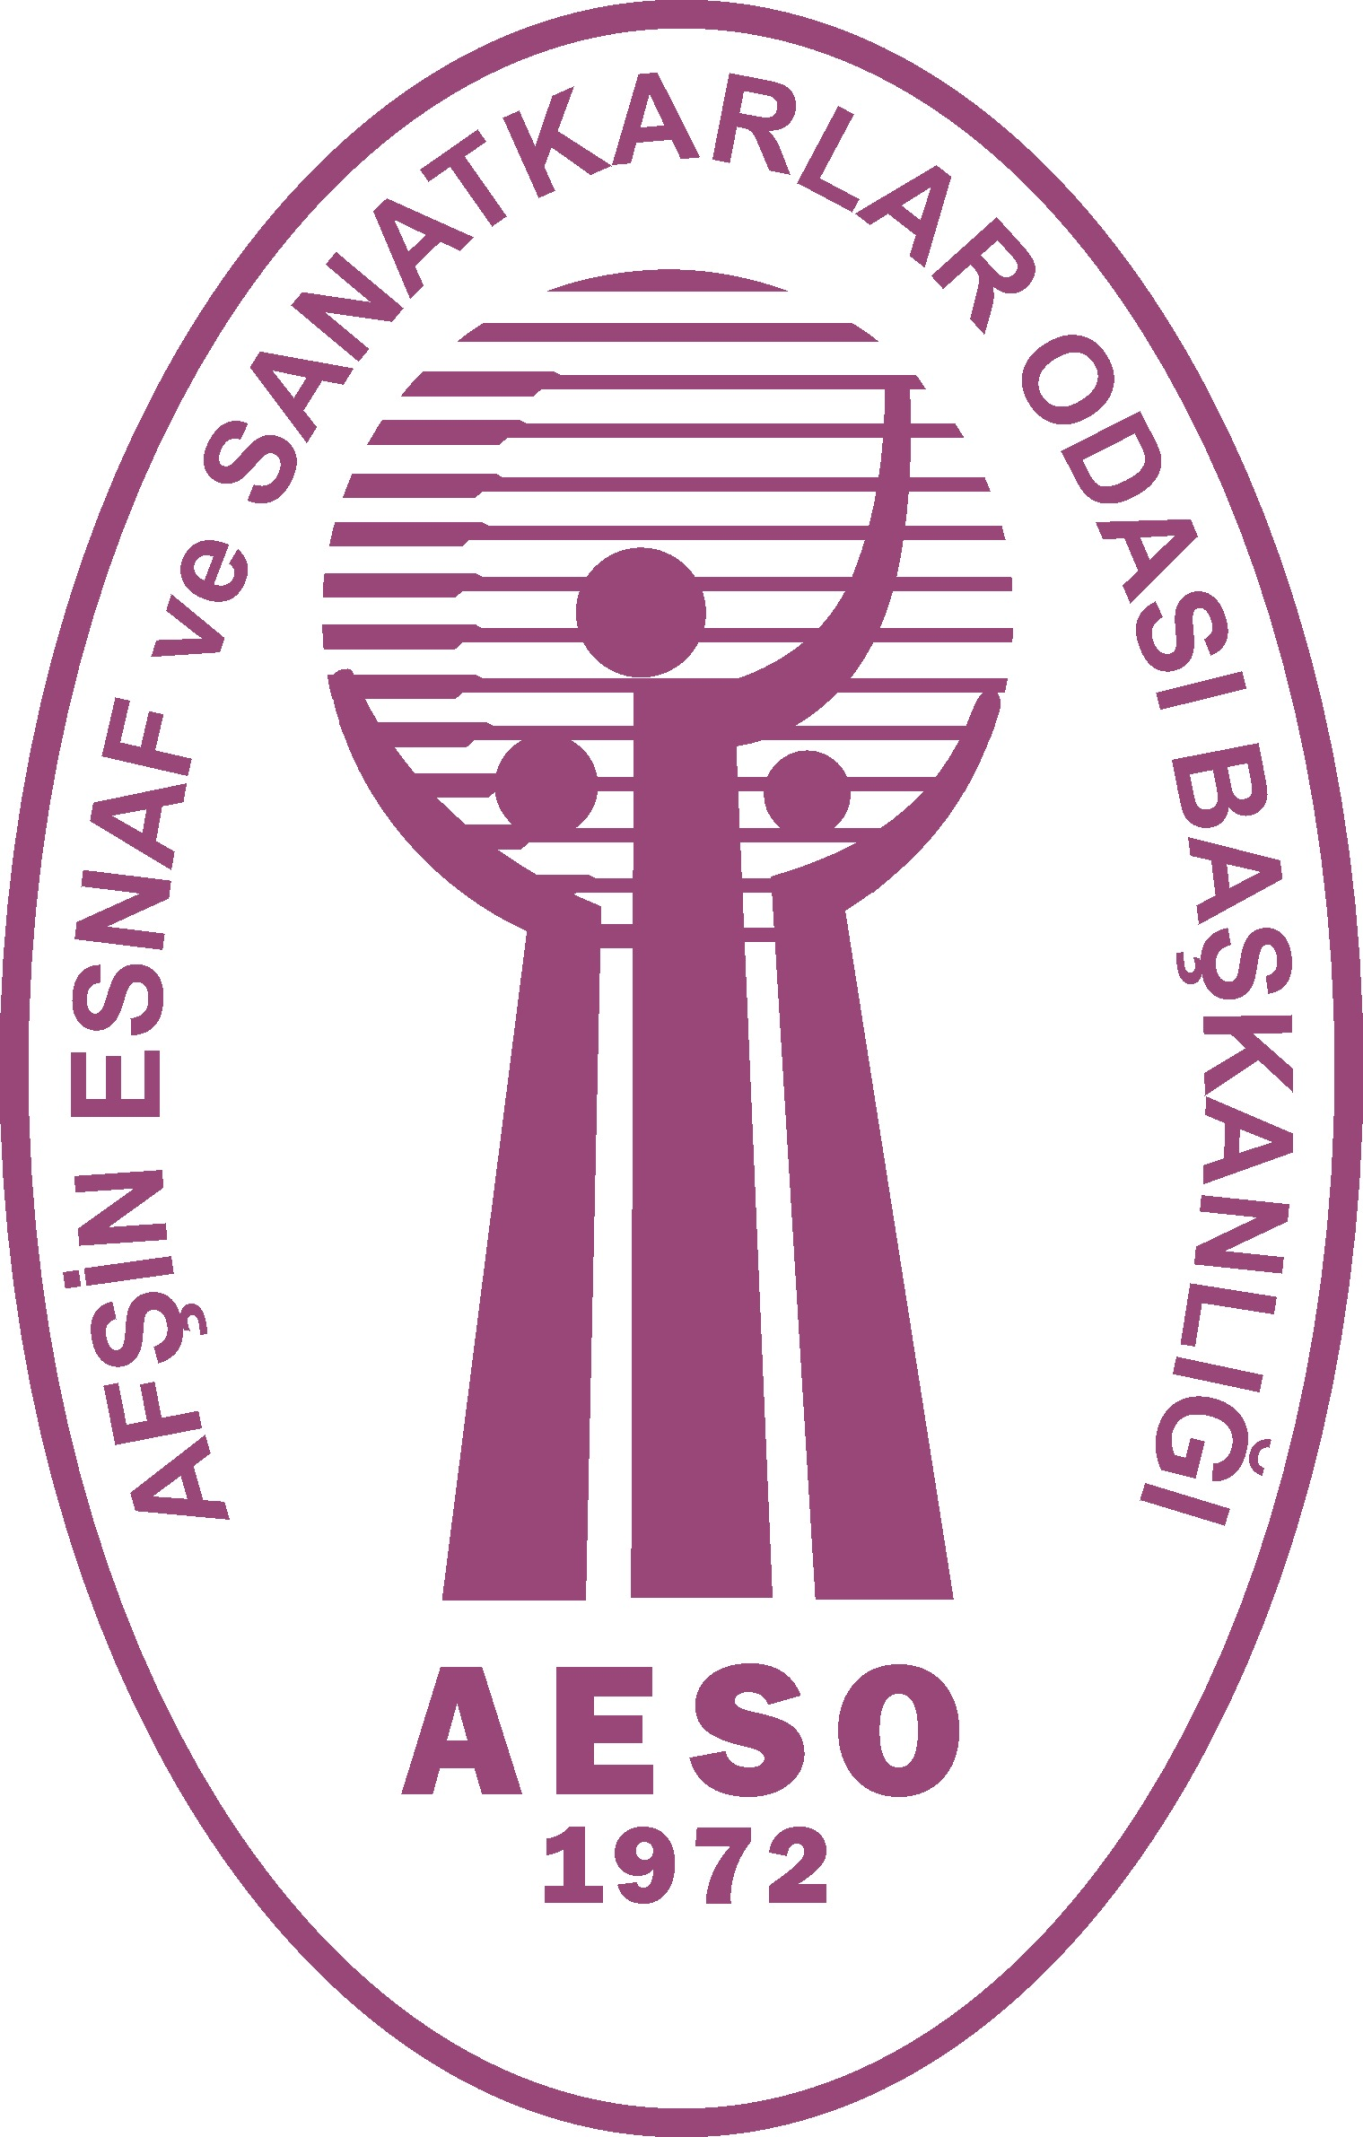 AFŞİN ESNAF ve SANATKARLAR ODASI BAŞKANLIĞI
AESO
1972